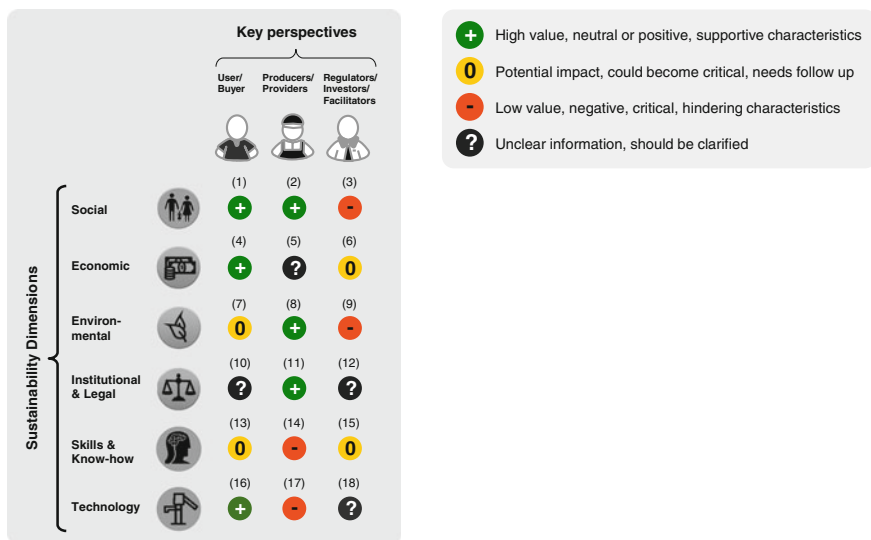 Key perspectives
User/ Producers/ Regulators/
Buyer Providers Investors/
Facilitators
(1) (2) (3)
Social + + -
(4) (5) (6)
Economic + ? 0
(7) (8) (9)
Environ-
mental 0 + -
(10) (11) (12)
Institutional
& Legal ? + ?
(13) (14) (15)
Skills &
Know-how 0 - 0
(16) (17) (18)
Technology + - ?
Sustainability Dimensions
+ High value, neutral or positive, supportive characteristics
0 Potential impact, could become critical, needs follow up
- Low value, negative, critical, hindering characteristics
? Unclear information, should be clarified